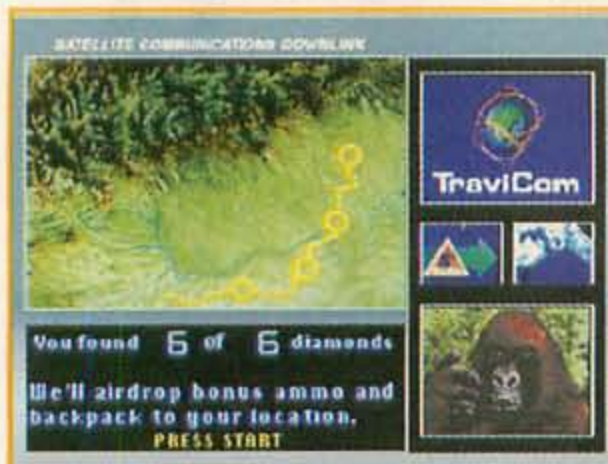 SATELLITE COMMUNICATIONS DOWNLINK
TraviCom
You found 6 of 6 diamonds
We'll airdrop bonus ammo and
backpack to your location.
PRESS START